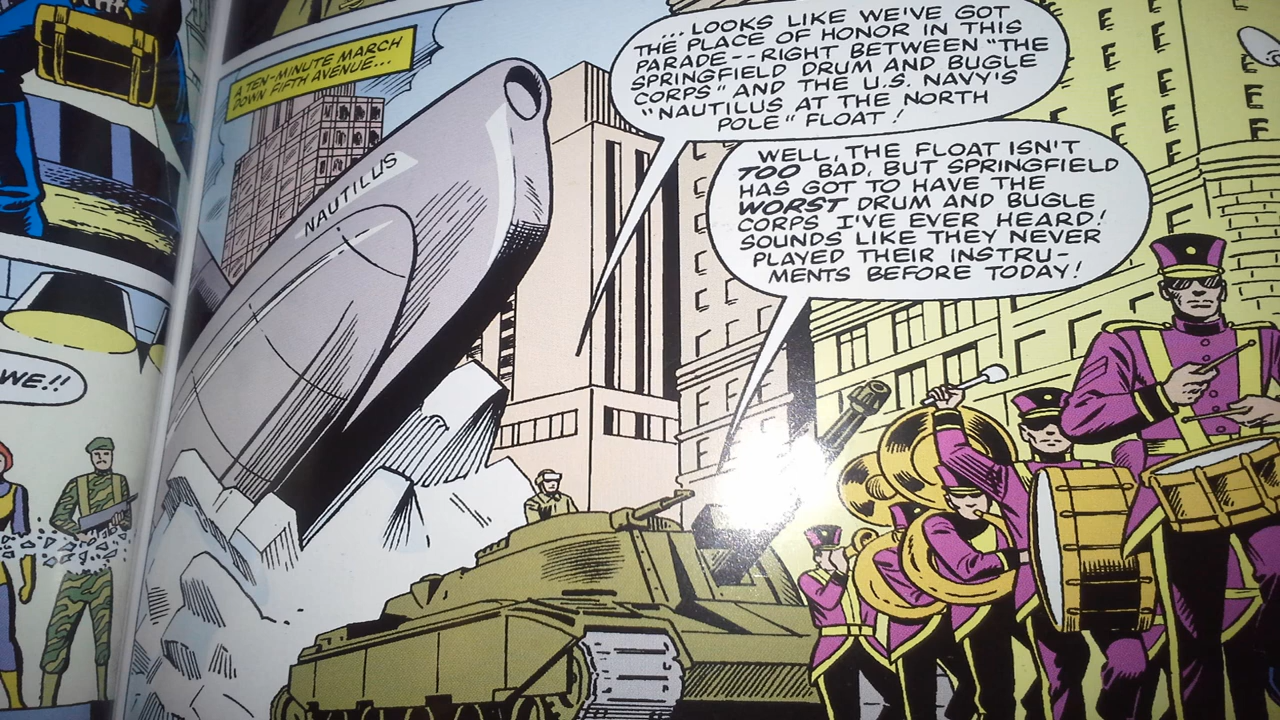 A TEN-MINUTE MARCH
DOWN FIFTH AVENUE...
...LOOKS LIKE WE'VE GOT
THE PLACE OF HONOR IN THIS
PARADE--RIGHT BETWEEN "THE
SPRINGFIELD DRUM AND BUGLE
CORPS" AND THE U.S. NAVY'S
"NAUTILUS AT THE NORTH
POLE" FLOAT!
WELL, THE FLOAT ISN'T
TOO BAD, BUT SPRINGFIELD
HAS GOT TO HAVE THE
WORST DRUM AND BUGLE
CORPS I'VE EVER HEARD!
SOUNDS LIKE THEY NEVER
PLAYED THEIR INSTRU-
MENTS BEFORE TODAY!
NAUTILUS
WE!!